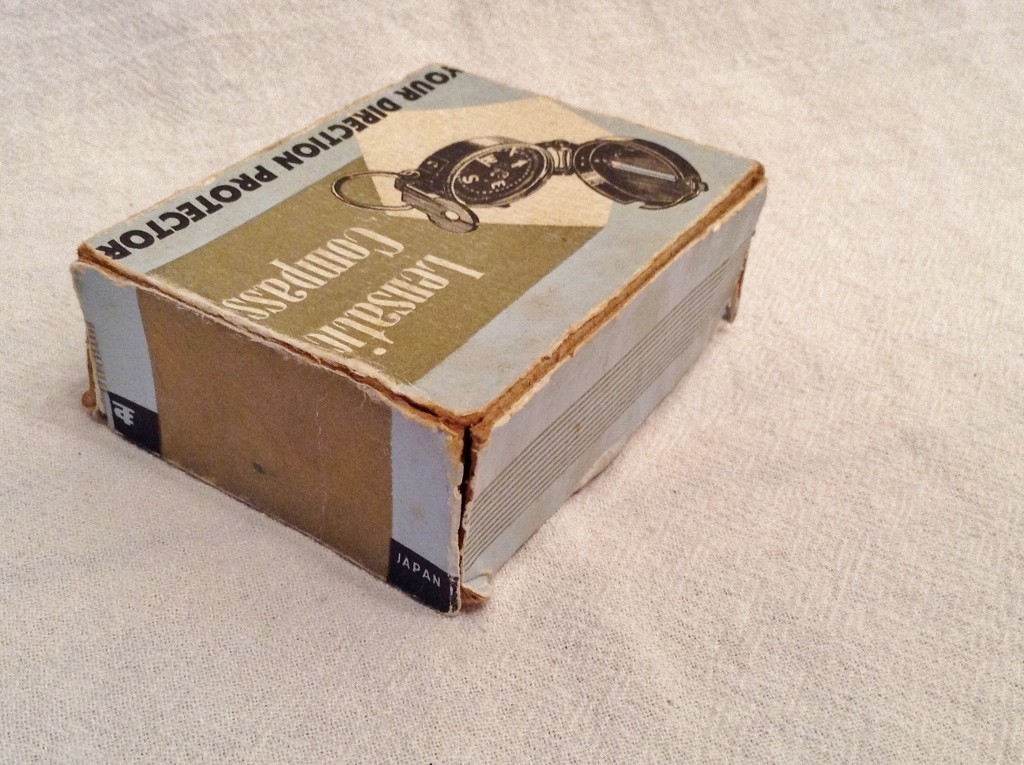 YOUR DIRECTION PROTECTOR
Lensatic
Compass
JAPAN